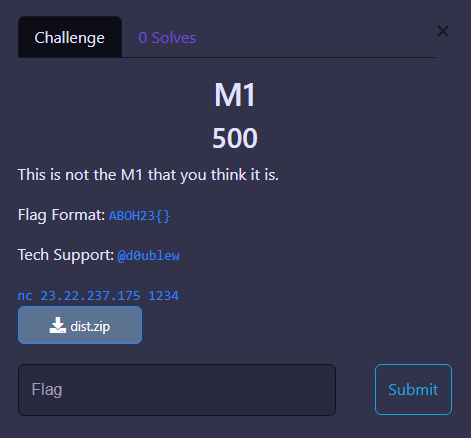 Challenge
0 Solves
×
M1
500
This is not the M1 that you think it is.
Flag Format: ABOH23{}
Tech Support: @d0ublew
nc 23.22.237.175 1234
dist.zip
Flag
Submit